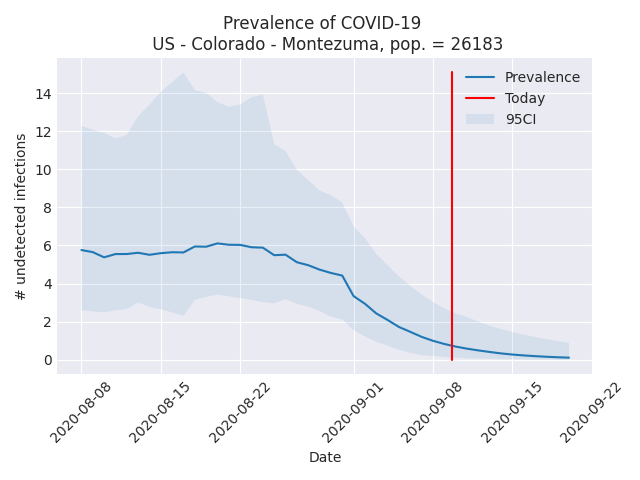 Prevalence of COVID-19
US - Colorado - Montezuma, pop. = 26183
Prevalence
Today
95CI
# undetected infections
14
12
10
8
6
4
2
0
2020-08-08
2020-08-15
2020-08-22
2020-09-01
2020-09-08
2020-09-15
2020-09-22
Date